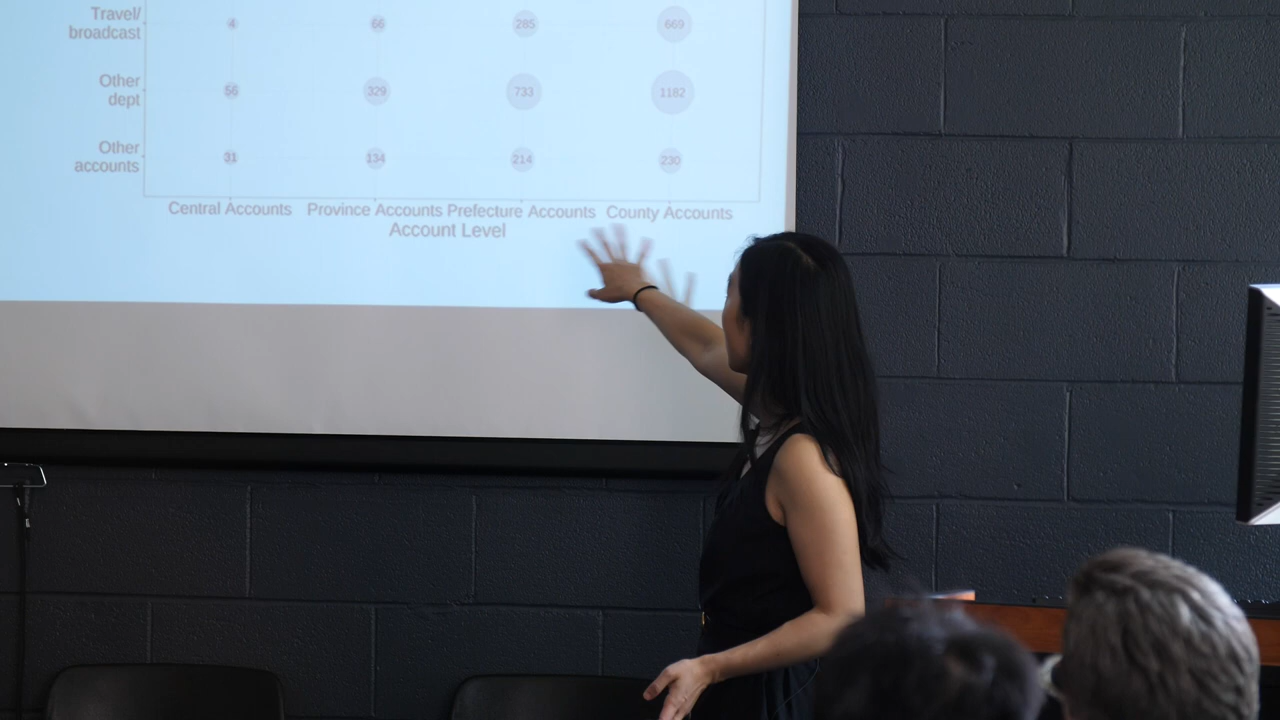 Travel/
broadcast 4 66 285 669
Other
dept 56 329 733 1182
Other
accounts 31 134 214 230
Central Accounts Province Accounts Prefecture Accounts County Accounts
Account Level